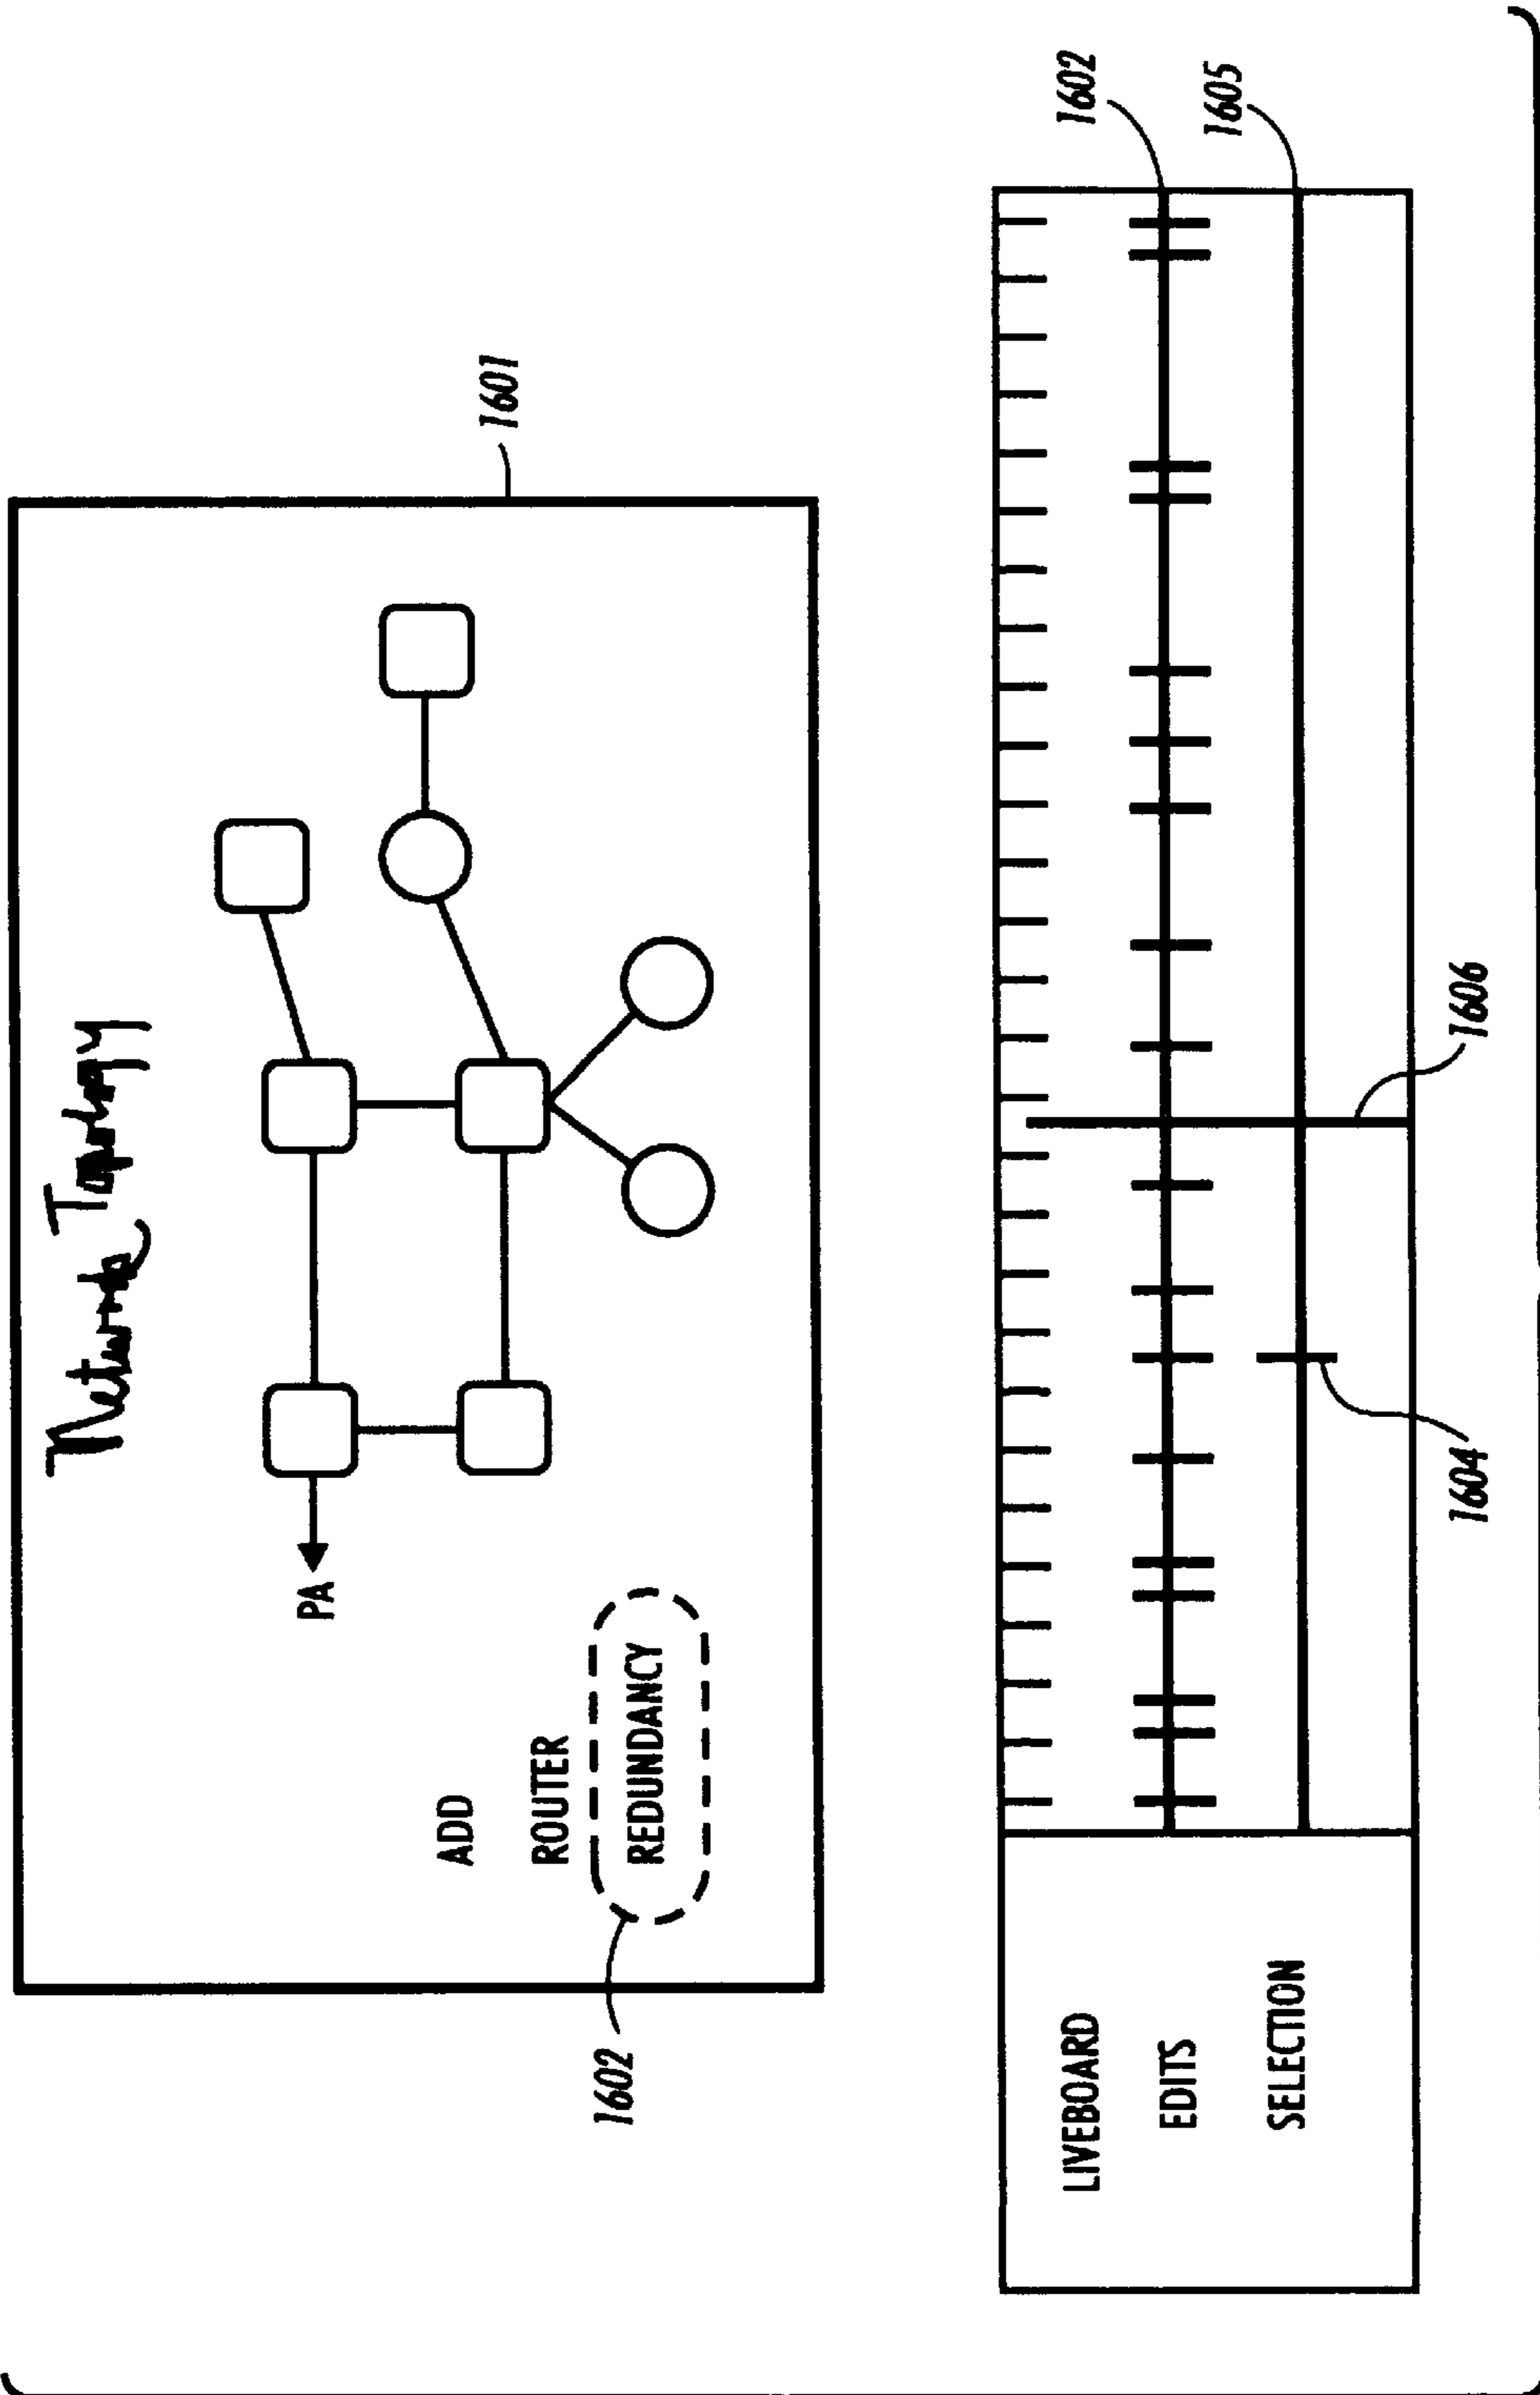 Network Topology
1601
PA
ADD
ROUTER
REDUNDANCY
1602
1602
LIVEBOARD
EDITS
SELECTION
1605
1604
1606